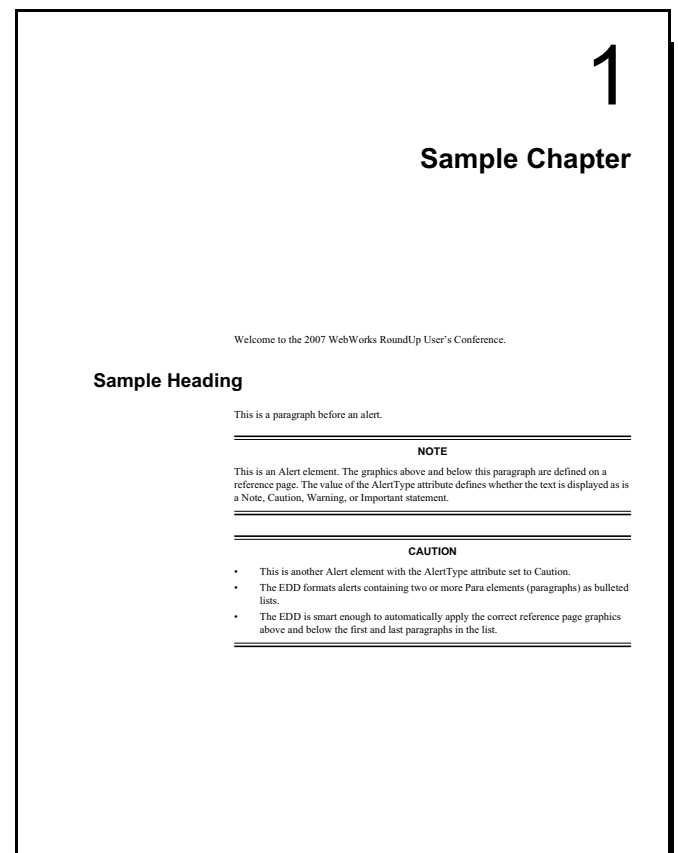 1
Sample Chapter
Welcome to the 2007 WebWorks RoundUp User’s Conference.
Sample Heading
This is a paragraph before an alert.
NOTE
This is an Alert element. The graphics above and below this paragraph are defined on a
reference page. The value of the AlertType attribute defines whether the text is displayed as is
a Note, Caution, Warning, or Important statement.
CAUTION
• This is another Alert element with the AlertType attribute set to Caution.
• The EDD formats alerts containing two or more Para elements (paragraphs) as bulleted
lists.
• The EDD is smart enough to automatically apply the correct reference page graphics
above and below the first and last paragraphs in the list.